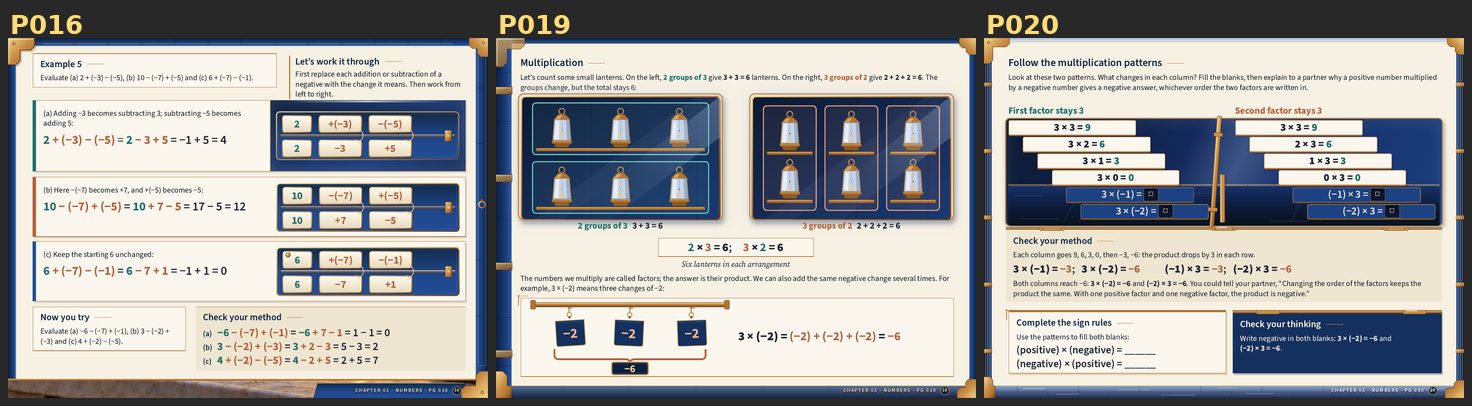 P016
Example 5
Evaluate (a) 2 + (−3) − (−5), (b) 10 − (−7) + (−5) and (c) 6 + (−7) − (−1).
Let's work it through
First replace each addition or subtraction of a
negative with the change it means. Then work from
left to right.
(a) Adding −3 becomes subtracting 3; subtracting −5 becomes
adding 5:
2 + (−3) − (−5) = 2 − 3 + 5 = −1 + 5 = 4
2 +(−3) −(−5)
2 −3 +5
(b) Here −(−7) becomes +7, and +(−5) becomes −5:
10 − (−7) + (−5) = 10 + 7 − 5 = 17 − 5 = 12
10 −(−7) +(−5)
10 +7 −5
(c) Keep the starting 6 unchanged:
6 + (−7) − (−1) = 6 − 7 + 1 = −1 + 1 = 0
6 +(−7) −(−1)
6 −7 +1
Now you try
Evaluate (a) −6 − (−7) + (−1), (b) 3 − (−2) +
(−3) and (c) 4 + (−2) − (−5).
Check your method
(a) −6 − (−7) + (−1) = −6 + 7 − 1 = 1 − 1 = 0
(b) 3 − (−2) + (−3) = 3 + 2 − 3 = 5 − 3 = 2
(c) 4 + (−2) − (−5) = 4 − 2 + 5 = 2 + 5 = 7
CHAPTER 01 · NUMBERS · PG 016
P019
Multiplication
Let's count some small lanterns. On the left, 2 groups of 3 give 3 + 3 = 6 lanterns. On the right, 3 groups of 2 give 2 + 2 + 2 = 6. The
groups change, but the total stays 6:
2 groups of 3 3 + 3 = 6
3 groups of 2 2 + 2 + 2 = 6
2 × 3 = 6; 3 × 2 = 6
Six lanterns in each arrangement
The numbers we multiply are called factors; the answer is their product. We can also add the same negative change several times. For
example, 3 × (−2) means three changes of −2:
−2 −2 −2
−6
3 × (−2) = (−2) + (−2) + (−2) = −6
CHAPTER 01 · NUMBERS · PG 019
P020
Follow the multiplication patterns
Look at these two patterns. What changes in each column? Fill the blanks, then explain to a partner why a positive number multiplied
by a negative number gives a negative answer, whichever order the two factors are written in.
First factor stays 3
3 × 3 = 9
3 × 2 = 6
3 × 1 = 3
3 × 0 = 0
3 × (−1) = □
3 × (−2) = □
Second factor stays 3
3 × 3 = 9
2 × 3 = 6
1 × 3 = 3
0 × 3 = 0
(−1) × 3 = □
(−2) × 3 = □
Check your method
Each column goes 9, 6, 3, 0, then −3, −6: the product drops by 3 in each row.
3 × (−1) = −3; 3 × (−2) = −6 (−1) × 3 = −3; (−2) × 3 = −6
Both columns reach −6: 3 × (−2) = −6 and (−2) × 3 = −6. You could tell your partner, “Changing the order of the factors keeps the
product the same. With one positive factor and one negative factor, the product is negative.”
Complete the sign rules
Use the patterns to fill both blanks:
(positive) × (negative) = ______
(negative) × (positive) = ______
Check your thinking
Write negative in both blanks: 3 × (−2) = −6 and
(−2) × 3 = −6.
CHAPTER 01 · NUMBERS · PG 020